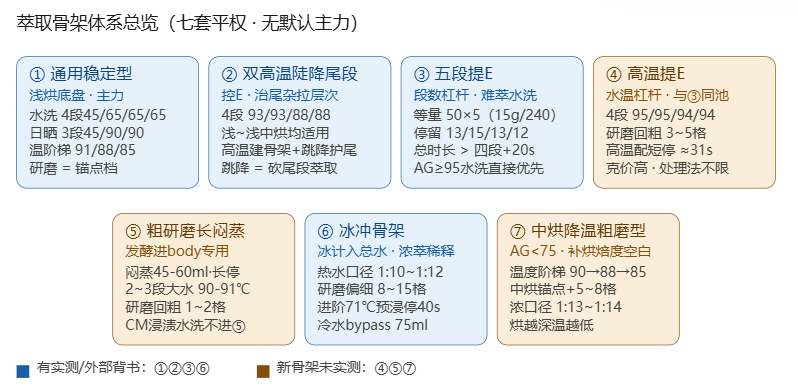 萃取骨架体系总览（七套平权 · 无默认主力）
① 通用稳定型
浅烘底盘 · 主力
水洗 4段45/65/65/65
日晒 3段45/90/90
温阶梯 91/88/85
研磨 = 锚点档
② 双高温陡降尾段
控E · 治尾杂拉层次
4段 93/93/88/88
浅~浅中烘均适用
高温建骨架+跳降护尾
跳降 = 砍尾段萃取
③ 五段提E
段数杠杆 · 难萃水洗
等量 50×5（15g/240）
停留 13/15/13/12
总时长 > 四段+20s
AG≥95水洗直接优先
④ 高温提E
水温杠杆 · 与③同池
4段 95/95/94/94
研磨回粗 3~5格
高温配短停 ≈31s
克价高 · 处理法不限
⑤ 粗研磨长闷蒸
发酵进body专用
闷蒸45-60ml·长停
2~3段大水 90-91℃
研磨回粗 1~2格
CM浸渍水洗不进⑤
⑥ 冰冲骨架
冰计入总水 · 浓萃稀释
热水口径 1:10~1:12
研磨偏细 8~15格
进阶71℃预浸停40s
冷水bypass 75ml
⑦ 中烘降温粗磨型
AG<75 · 补烘焙度空白
温度阶梯 90→88→85
中烘锚点+5~8格
浓口径 1:13~1:14
烘越深温越低
有实测/外部背书：①②③⑥
新骨架未实测：④⑤⑦